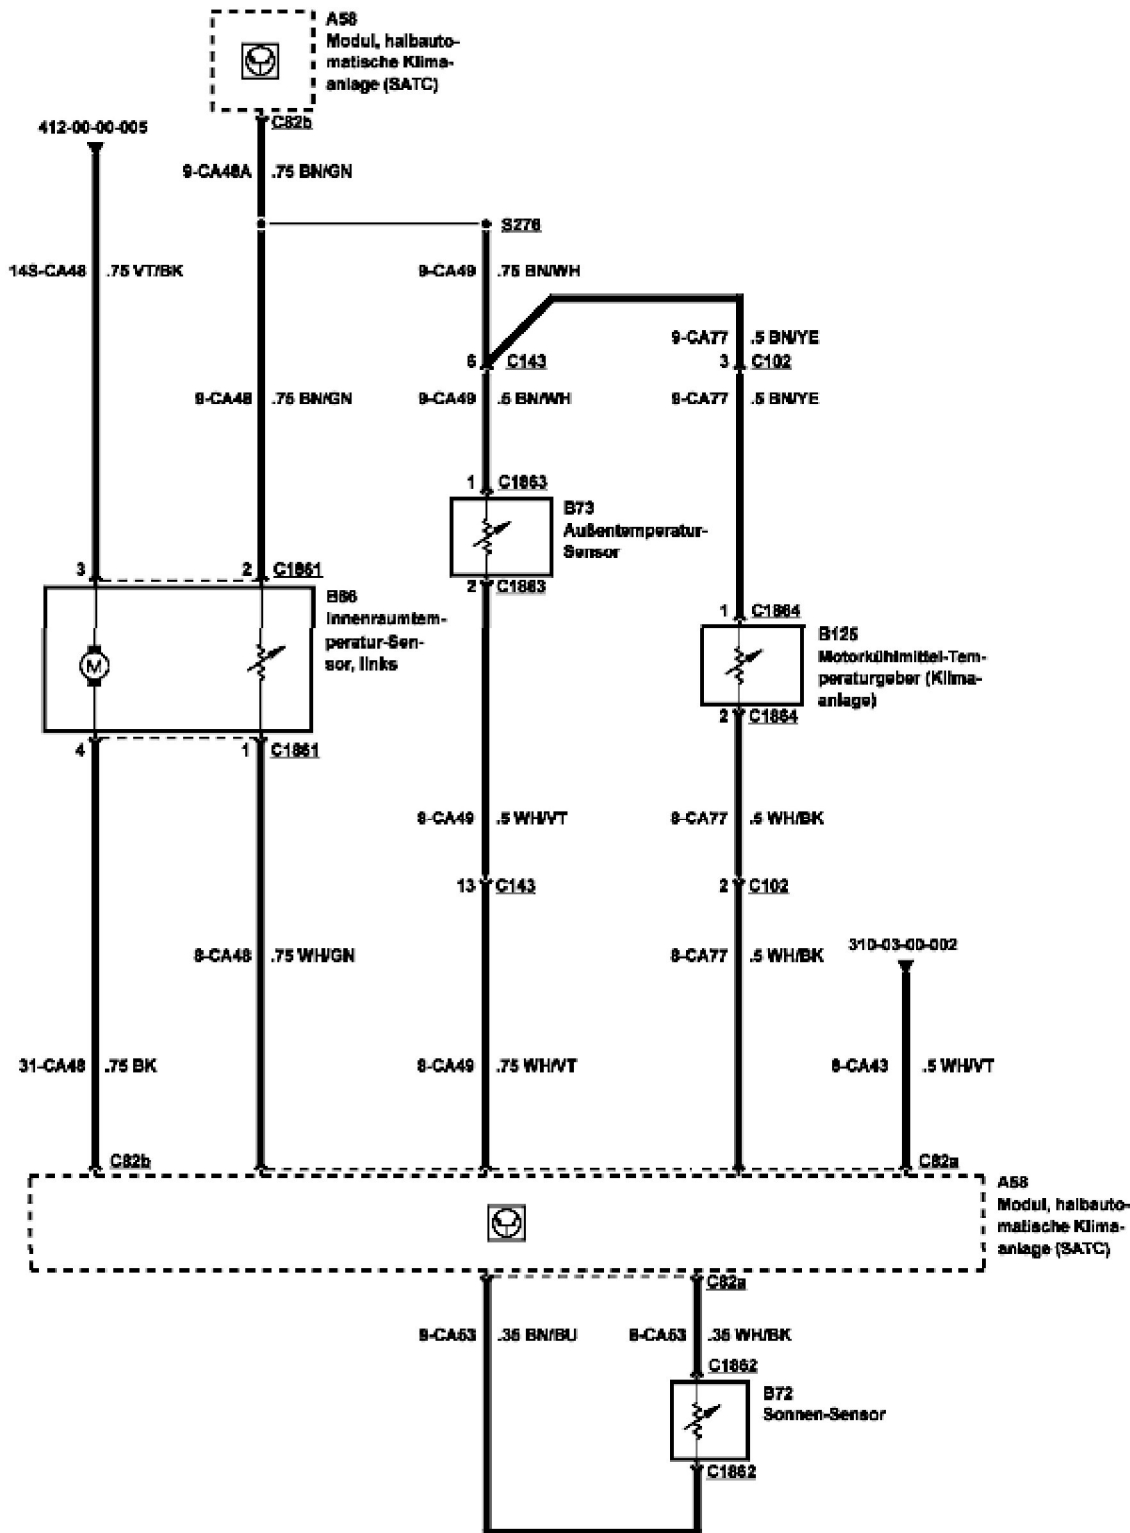 A58
Modul, halbauto-
matische Klima-
anlage (SATC)
C82b
412-00-00-005
9-CA48A .75 BN/GN
S276
14S-CA48 .75 VT/BK
9-CA49 .75 BN/WH
9-CA77 .5 BN/YE
6 C143
3 C102
9-CA48 .75 BN/GN
9-CA49 .5 BN/WH
9-CA77 .5 BN/YE
1 C1863
B73
Außentemperatur-
Sensor
2 C1863
3
2 C1861
B66
Innenraumtem-
peratur-Sen-
sor, links
M
1 C1864
B125
Motorkühlmittel-Tem-
peraturgeber (Klima-
anlage)
2 C1864
4
1 C1861
8-CA49 .5 WH/VT
8-CA77 .5 WH/BK
13 C143
2 C102
8-CA48 .75 WH/GN
8-CA77 .5 WH/BK
310-03-00-002
31-CA48 .75 BK
8-CA49 .75 WH/VT
8-CA43 .5 WH/VT
C82b
C82a
A58
Modul, halbauto-
matische Klima-
anlage (SATC)
C82a
9-CA53 .35 BN/BU
8-CA53 .35 WH/BK
C1862
B72
Sonnen-Sensor
C1862